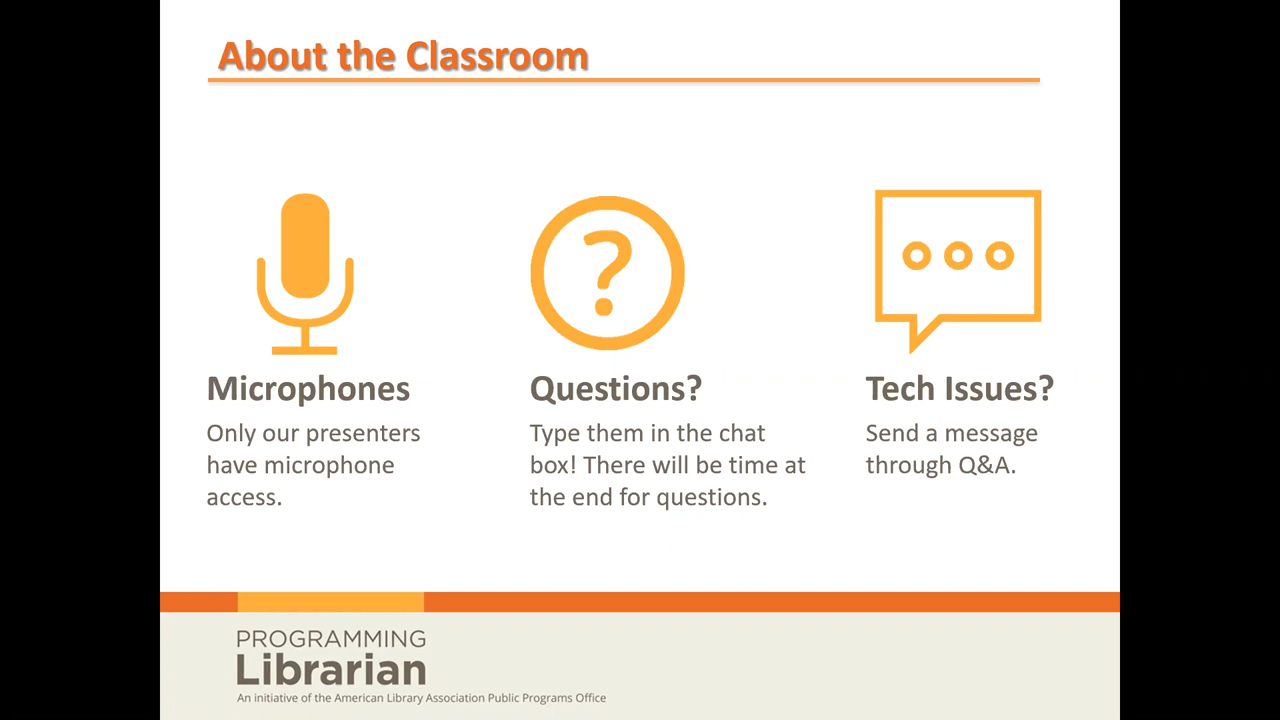 About the Classroom
?
Microphones
Only our presenters
have microphone
access.
Questions?
Type them in the chat
box! There will be time at
the end for questions.
Tech Issues?
Send a message
through Q&A.
PROGRAMMING
Librarian
An initiative of the American Library Association Public Programs Office